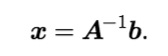 x = A⁻¹b.